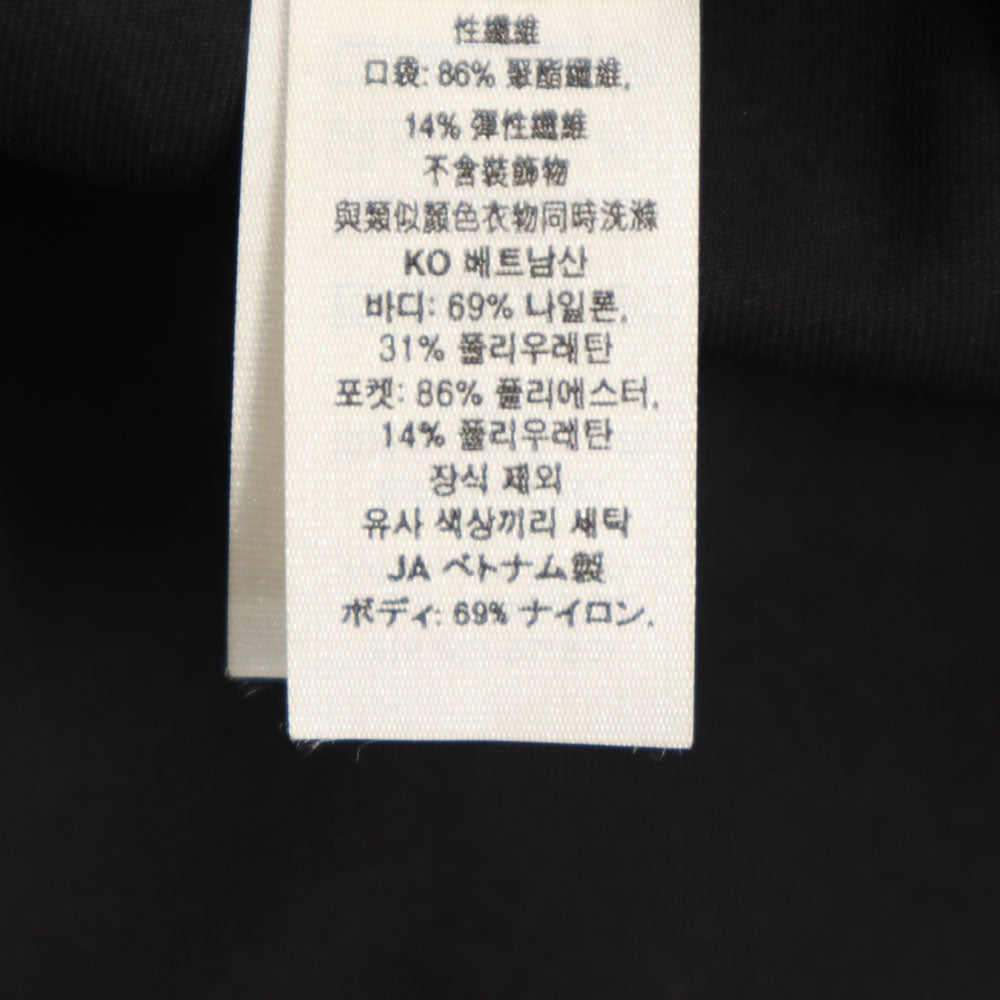 性纖維
口袋: 86% 聚酯纖維,
14% 彈性纖維
不含裝飾物
與類似顏色衣物同時洗滌
KO 베트남산
바디: 69% 나일론,
31% 폴리우레탄
포켓: 86% 폴리에스터,
14% 폴리우레탄
장식 제외
유사 색상끼리 세탁
JA ベトナム製
ボディ: 69% ナイロン,